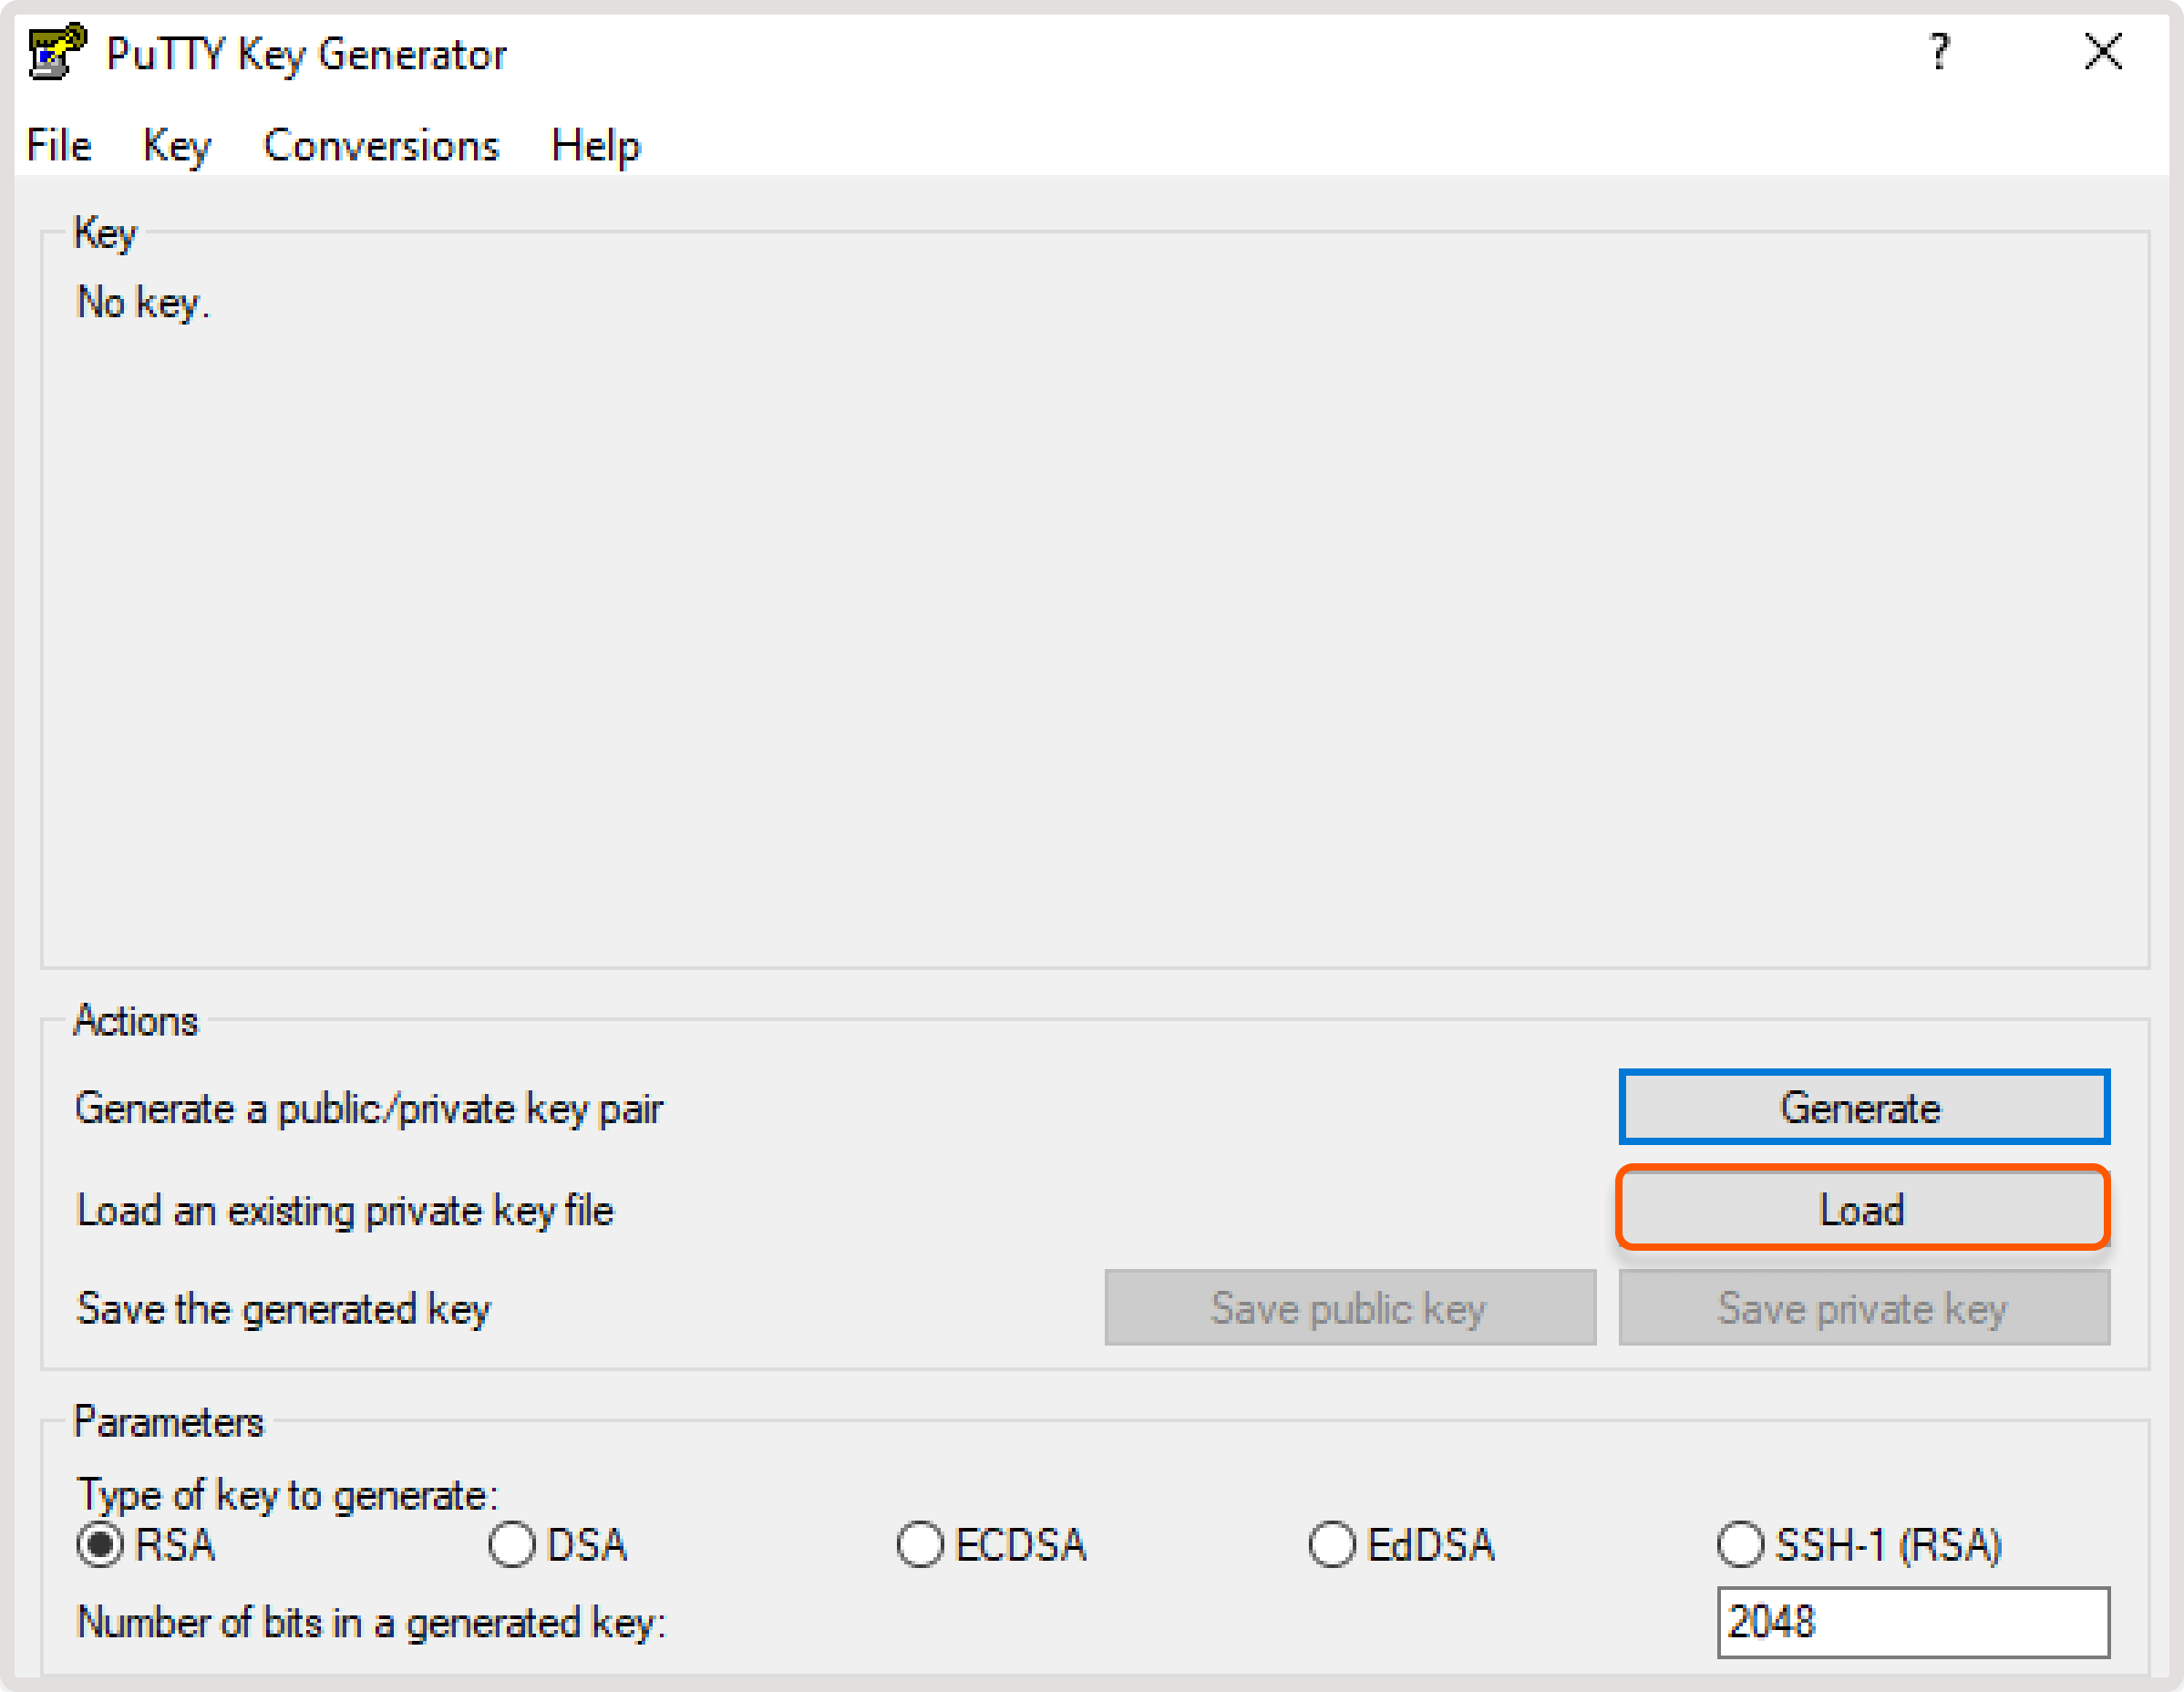 PuTTY Key Generator ?
File Key Conversions Help
Key
No key.
Actions
Generate a public/private key pair Generate
Load an existing private key file Load
Save the generated key Save public key Save private key
Parameters
Type of key to generate:
RSA DSA ECDSA EdDSA SSH-1 (RSA)
Number of bits in a generated key: 2048